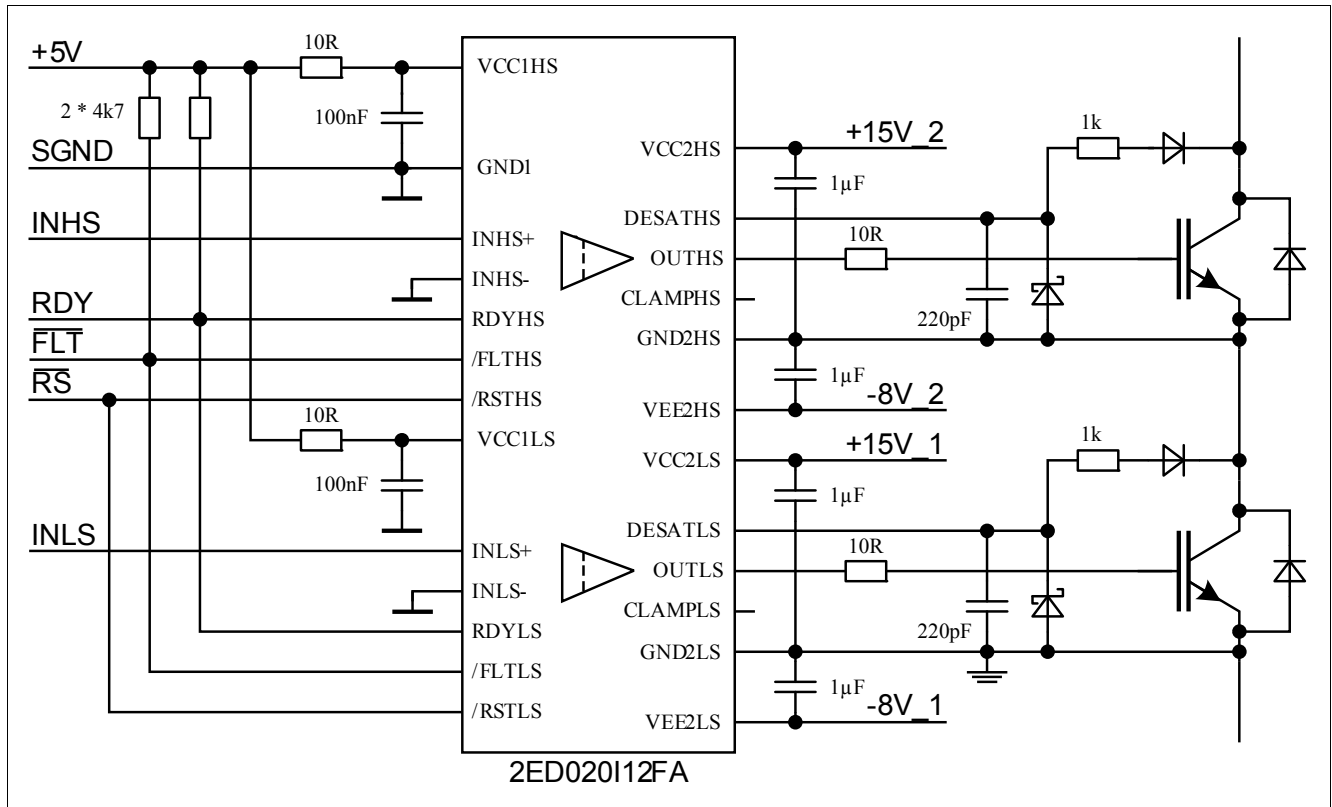 +5V
10R
VCC1HS
2 * 4k7
100nF
SGND
GND1
INHS
INHS+
INHS-
RDY
RDYHS
FLT
/FLTHS
RS
/RSTHS
10R
VCC1LS
100nF
INLS
INLS+
INLS-
RDYLS
/FLTLS
/RSTLS
VCC2HS
+15V_2
1k
1µF
DESATHS
10R
OUTHS
CLAMPHS
220pF
GND2HS
1µF
-8V_2
VEE2HS
+15V_1
VCC2LS
1k
1µF
DESATLS
10R
OUTLS
CLAMPLS
220pF
GND2LS
1µF
-8V_1
VEE2LS
2ED020I12FA